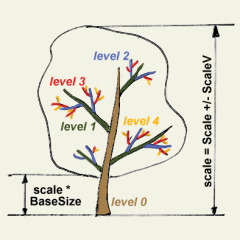 level 2
level 3
level 1
level 4
scale *
BaseSize
level 0
scale = Scale +/- ScaleV